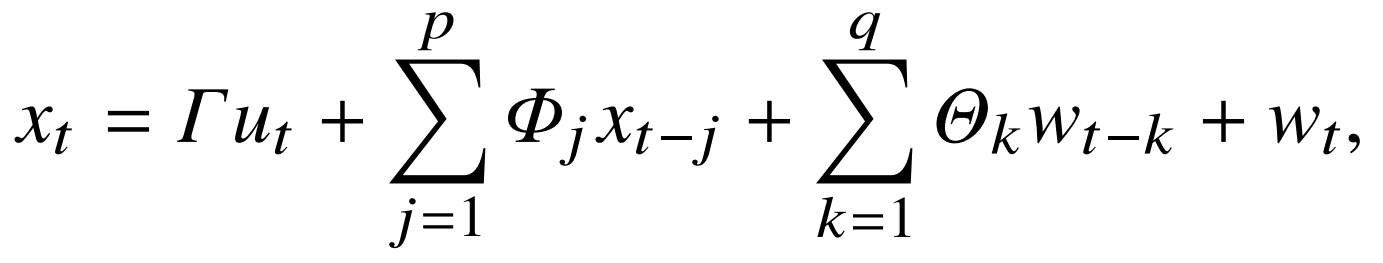 x_t = Γu_t + \sum_{j=1}^{p} Φ_j x_{t−j} + \sum_{k=1}^{q} Θ_k w_{t−k} + w_t,